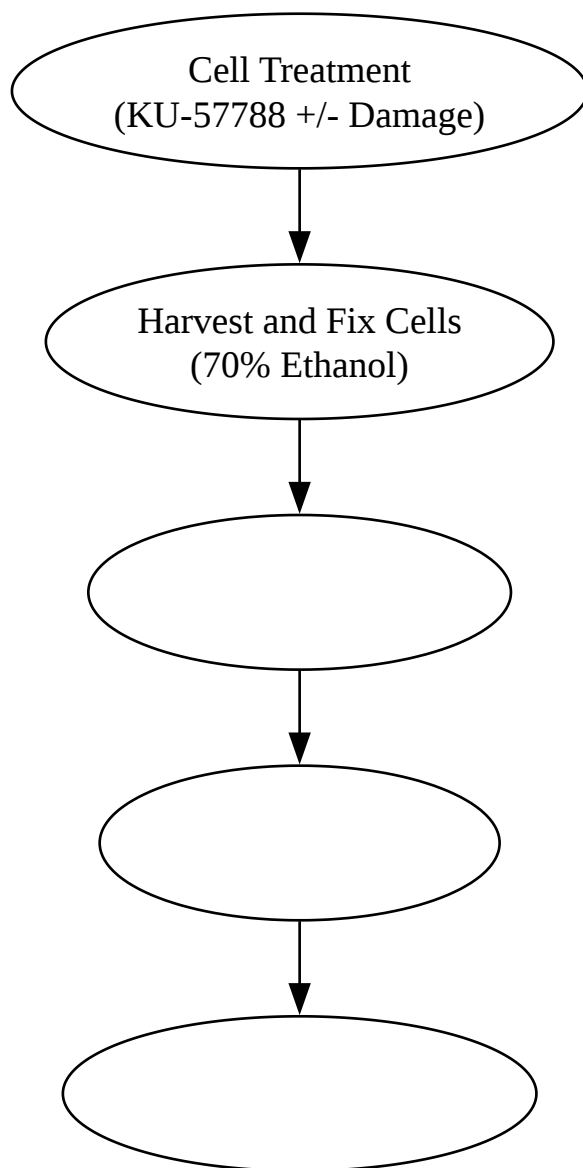 Cell Treatment
(KU-57788 +/- Damage)
Harvest and Fix Cells
(70% Ethanol)